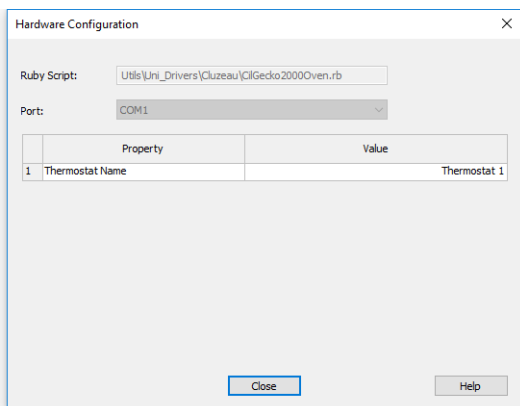 Hardware Configuration
Ruby Script: Utils\Uni_Drivers\Cluzeau\CilGecko2000Oven.rb
Port: COM1
Property Value
1 Thermostat Name Thermostat 1
Close Help